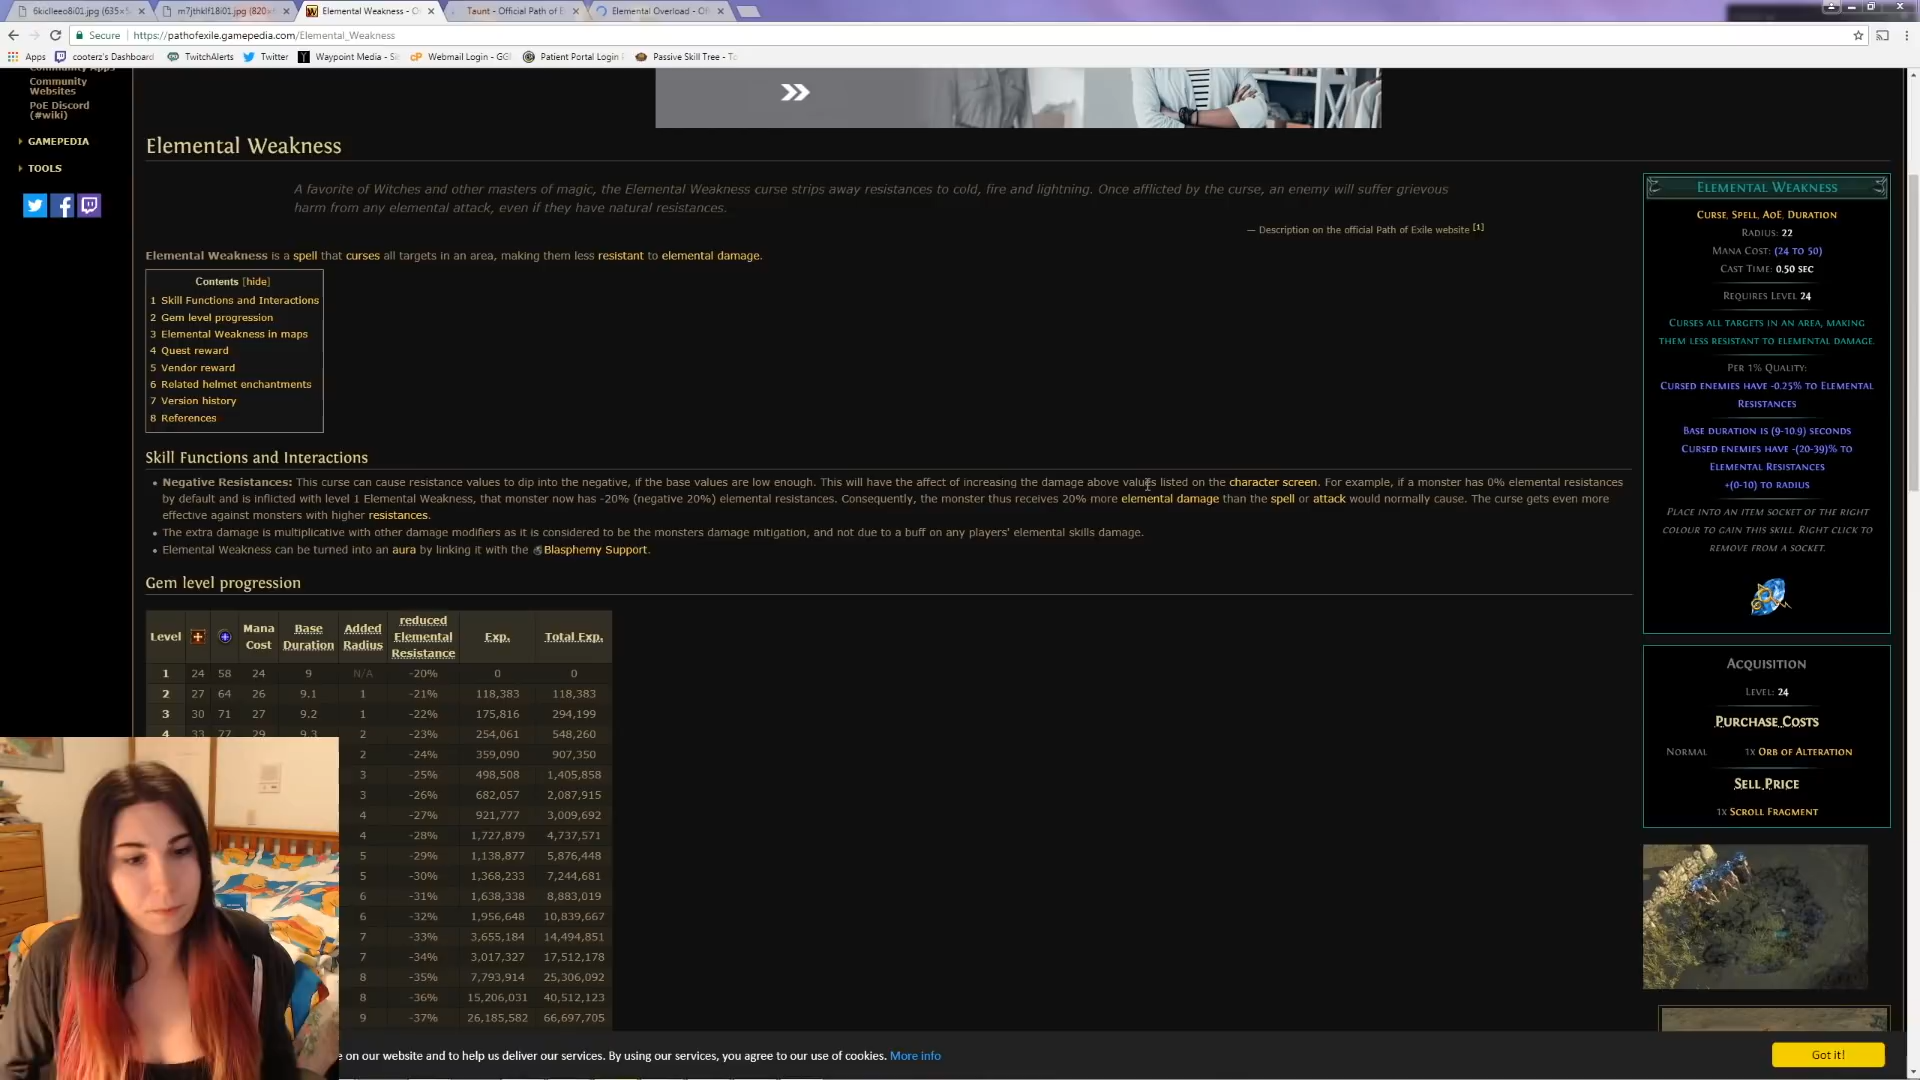 6kiclleeo8i01.jpg (635×5
m7jthklf18i01.jpg (820×
Elemental Weakness - O
Taunt - Official Path of E
Elemental Overload - Of
Secure
https://pathofexile.gamepedia.com/Elemental_Weakness
Apps
cooterz's Dashboard
TwitchAlerts
Twitter
Waypoint Media - Si
Webmail Login - GG
Patient Portal Login
Passive Skill Tree - To
Community Apps
Community
Websites
PoE Discord
(#wiki)
GAMEPEDIA
TOOLS
Elemental Weakness
A favorite of Witches and other masters of magic, the Elemental Weakness curse strips away resistances to cold, fire and lightning. Once afflicted by the curse, an enemy will suffer grievous
harm from any elemental attack, even if they have natural resistances.
— Description on the official Path of Exile website [1]
Elemental Weakness is a spell that curses all targets in an area, making them less resistant to elemental damage.
Contents [hide]
1 Skill Functions and Interactions
2 Gem level progression
3 Elemental Weakness in maps
4 Quest reward
5 Vendor reward
6 Related helmet enchantments
7 Version history
8 References
Skill Functions and Interactions
• Negative Resistances: This curse can cause resistance values to dip into the negative, if the base values are low enough. This will have the effect of increasing the damage above values listed on the character screen. For example, if a monster has 0% elemental resistances
by default and is inflicted with level 1 Elemental Weakness, that monster now has -20% (negative 20%) elemental resistances. Consequently, the monster thus receives 20% more elemental damage than the spell or attack would normally cause. The curse gets even more
effective against monsters with higher resistances.
• The extra damage is multiplicative with other damage modifiers as it is considered to be the monsters damage mitigation, and not due to a buff on any players' elemental skills damage.
• Elemental Weakness can be turned into an aura by linking it with the Blasphemy Support.
Gem level progression
Level Mana Cost Base Duration Added Radius reduced Elemental Resistance Exp. Total Exp.
1 24 58 24 9 N/A -20% 0 0
2 27 64 26 9.1 1 -21% 118,383 118,383
3 30 71 27 9.2 1 -22% 175,816 294,199
4 33 77 29 9.3 2 -23% 254,061 548,260
2 -24% 359,090 907,350
3 -25% 498,508 1,405,858
3 -26% 682,057 2,087,915
4 -27% 921,777 3,009,692
4 -28% 1,727,879 4,737,571
5 -29% 1,138,877 5,876,448
5 -30% 1,368,233 7,244,681
6 -31% 1,638,338 8,883,019
6 -32% 1,956,648 10,839,667
7 -33% 3,655,184 14,494,851
7 -34% 3,017,327 17,512,178
8 -35% 7,793,914 25,306,092
8 -36% 15,206,031 40,512,123
9 -37% 26,185,582 66,697,705
Elemental Weakness
Curse, Spell, AoE, Duration
Radius: 22
Mana Cost: (24 to 50)
Cast Time: 0.50 sec
Requires Level 24
Curses all targets in an area, making
them less resistant to elemental damage.
Per 1% Quality:
Cursed enemies have -0.25% to Elemental
Resistances
Base duration is (9-10.9) seconds
Cursed enemies have -(20-39)% to
Elemental Resistances
+(0-10) to radius
Place into an item socket of the right
colour to gain this skill. Right click to
remove from a socket.
Acquisition
Level: 24
Purchase Costs
Normal 1x Orb of Alteration
Sell Price
1x Scroll Fragment
e on our website and to help us deliver our services. By using our services, you agree to our use of cookies. More info
Got it!